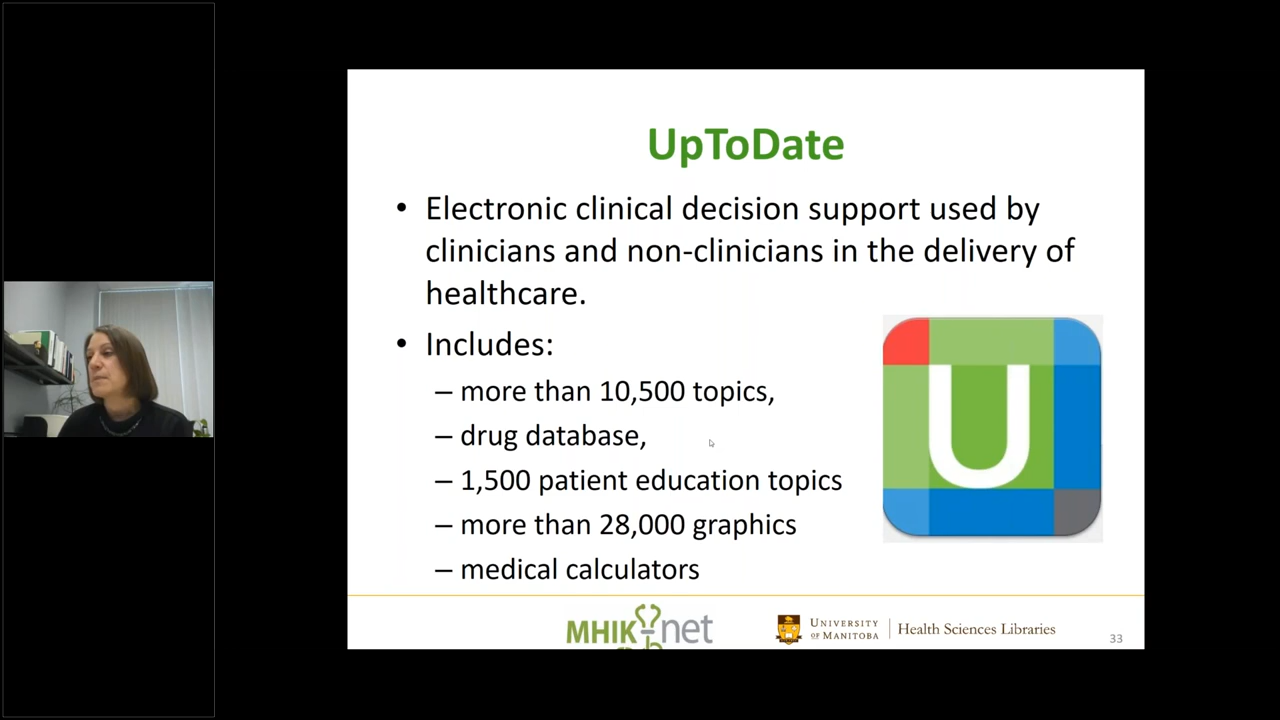 UpToDate
• Electronic clinical decision support used by
clinicians and non-clinicians in the delivery of
healthcare.
• Includes:
– more than 10,500 topics,
– drug database,
– 1,500 patient education topics
– more than 28,000 graphics
– medical calculators
U
MHIK net
UNIVERSITY
OF MANITOBA
Health Sciences Libraries
33